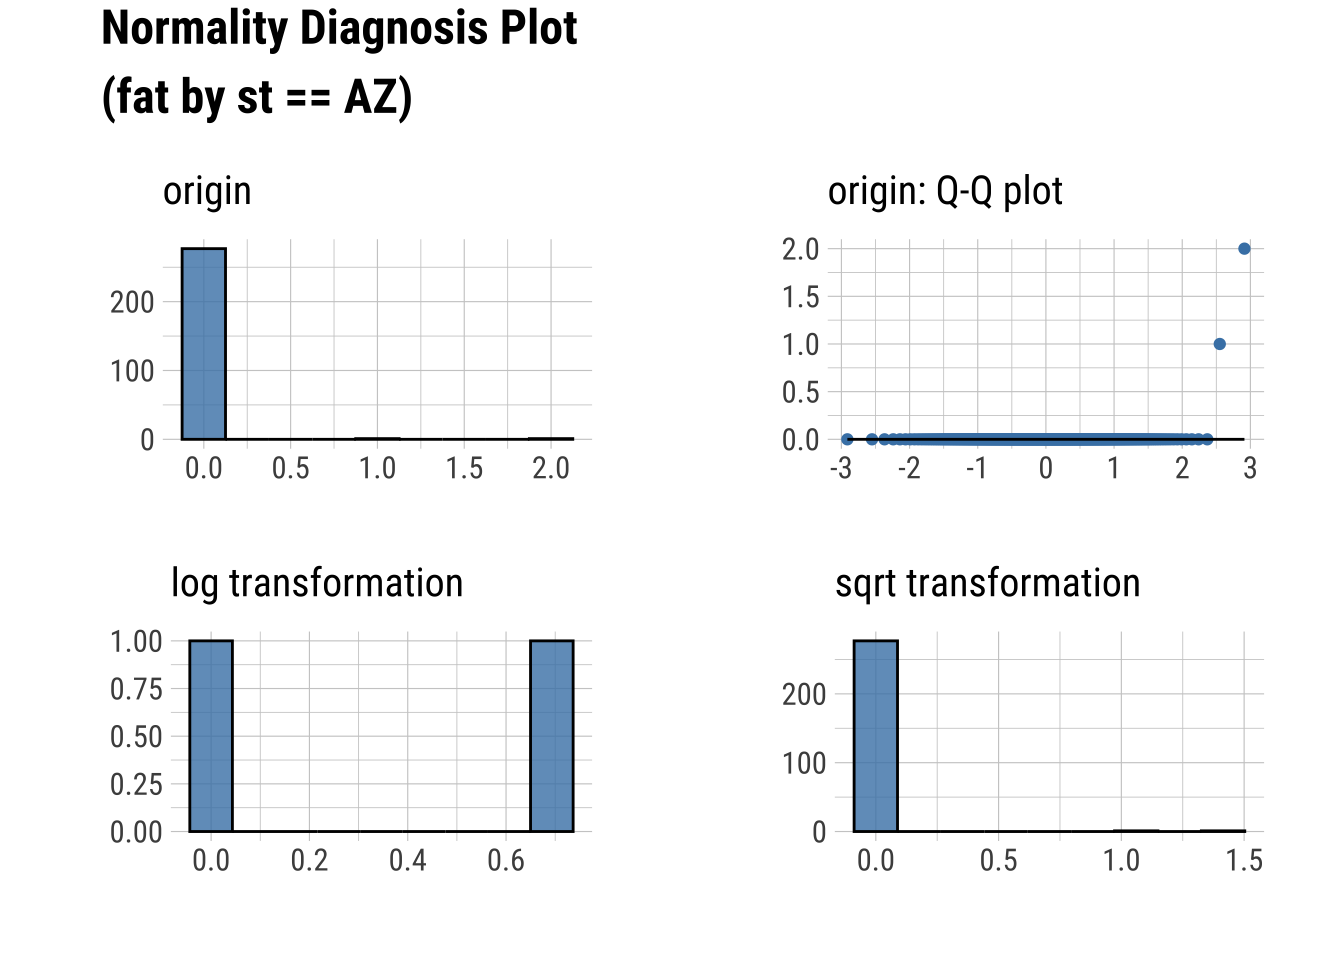 Normality Diagnosis Plot
(fat by st == AZ)
origin
200
100
0
0.0 0.5 1.0 1.5 2.0
origin: Q-Q plot
2.0
1.5
1.0
0.5
0.0
-3 -2 -1 0 1 2 3
log transformation
1.00
0.75
0.50
0.25
0.00
0.0 0.2 0.4 0.6
sqrt transformation
200
100
0
0.0 0.5 1.0 1.5